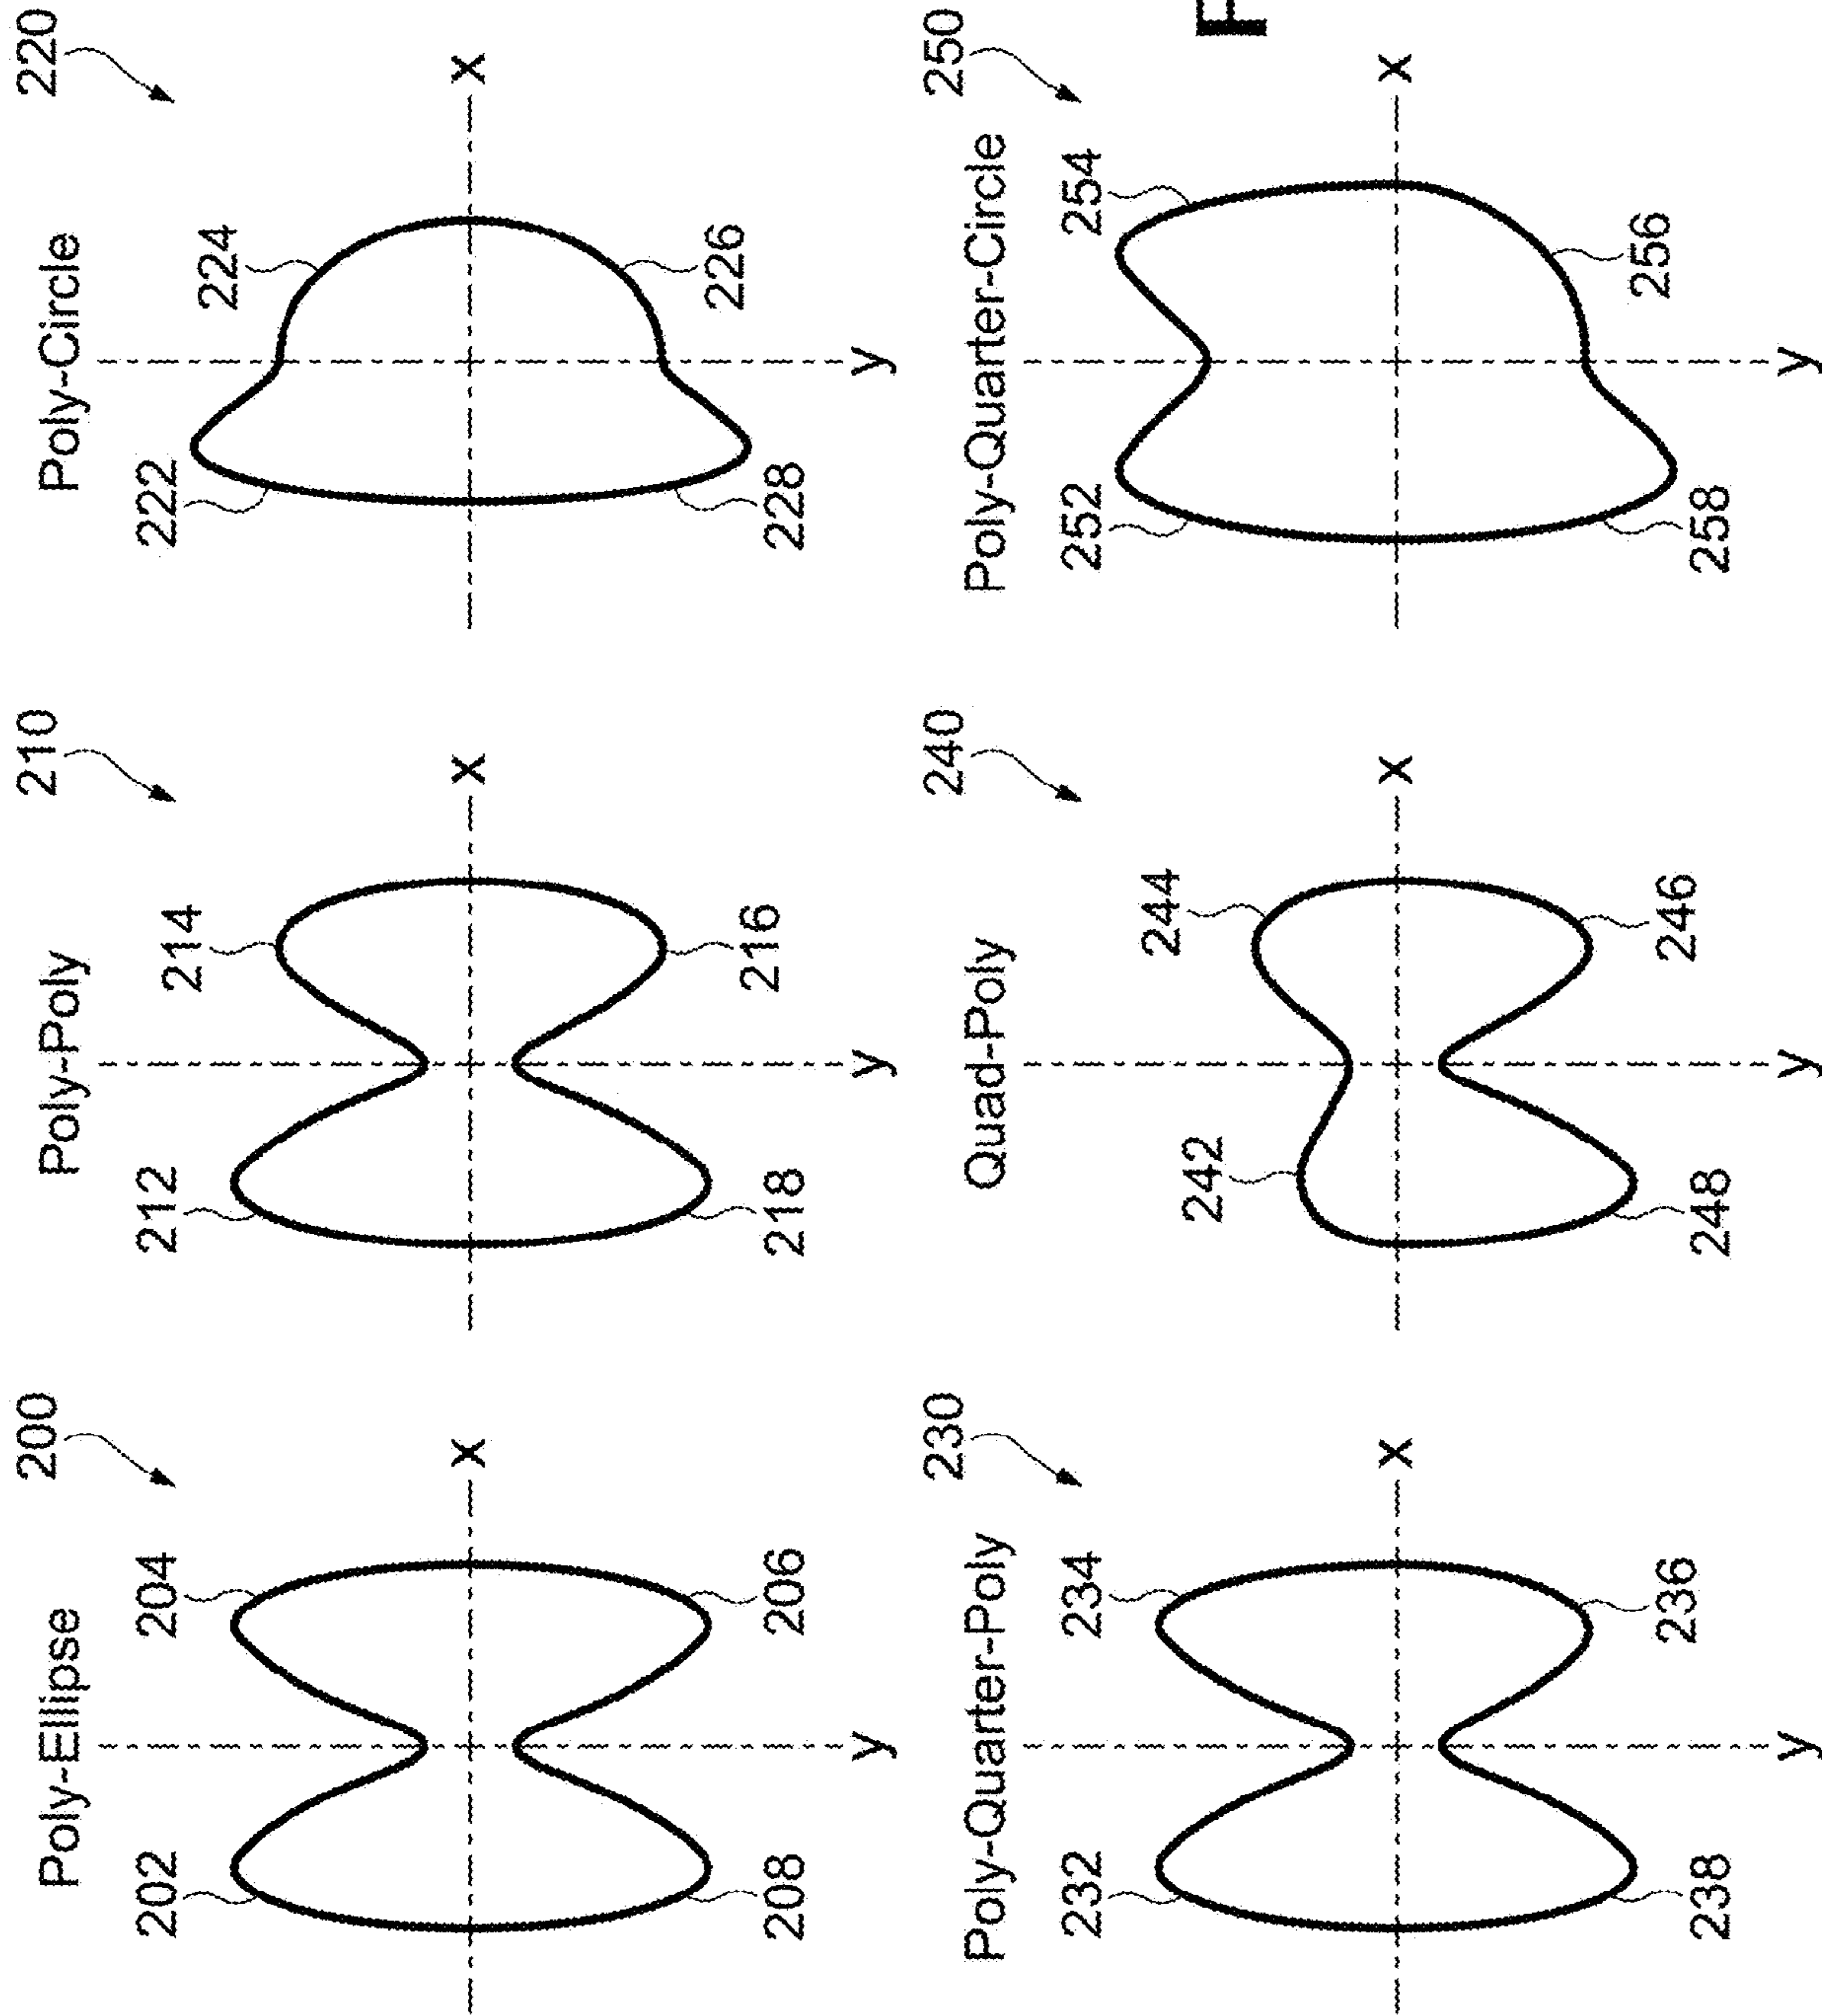 Poly-Ellipse
200
202
204
x
206
208
y
Poly-Poly
210
212
214
x
216
218
y
Poly-Circle
220
222
224
x
226
228
y
Poly-Quarter-Poly
230
232
234
x
236
238
y
Quad-Poly
240
242
244
x
246
248
y
Poly-Quarter-Circle
250
252
254
x
256
258
y
F